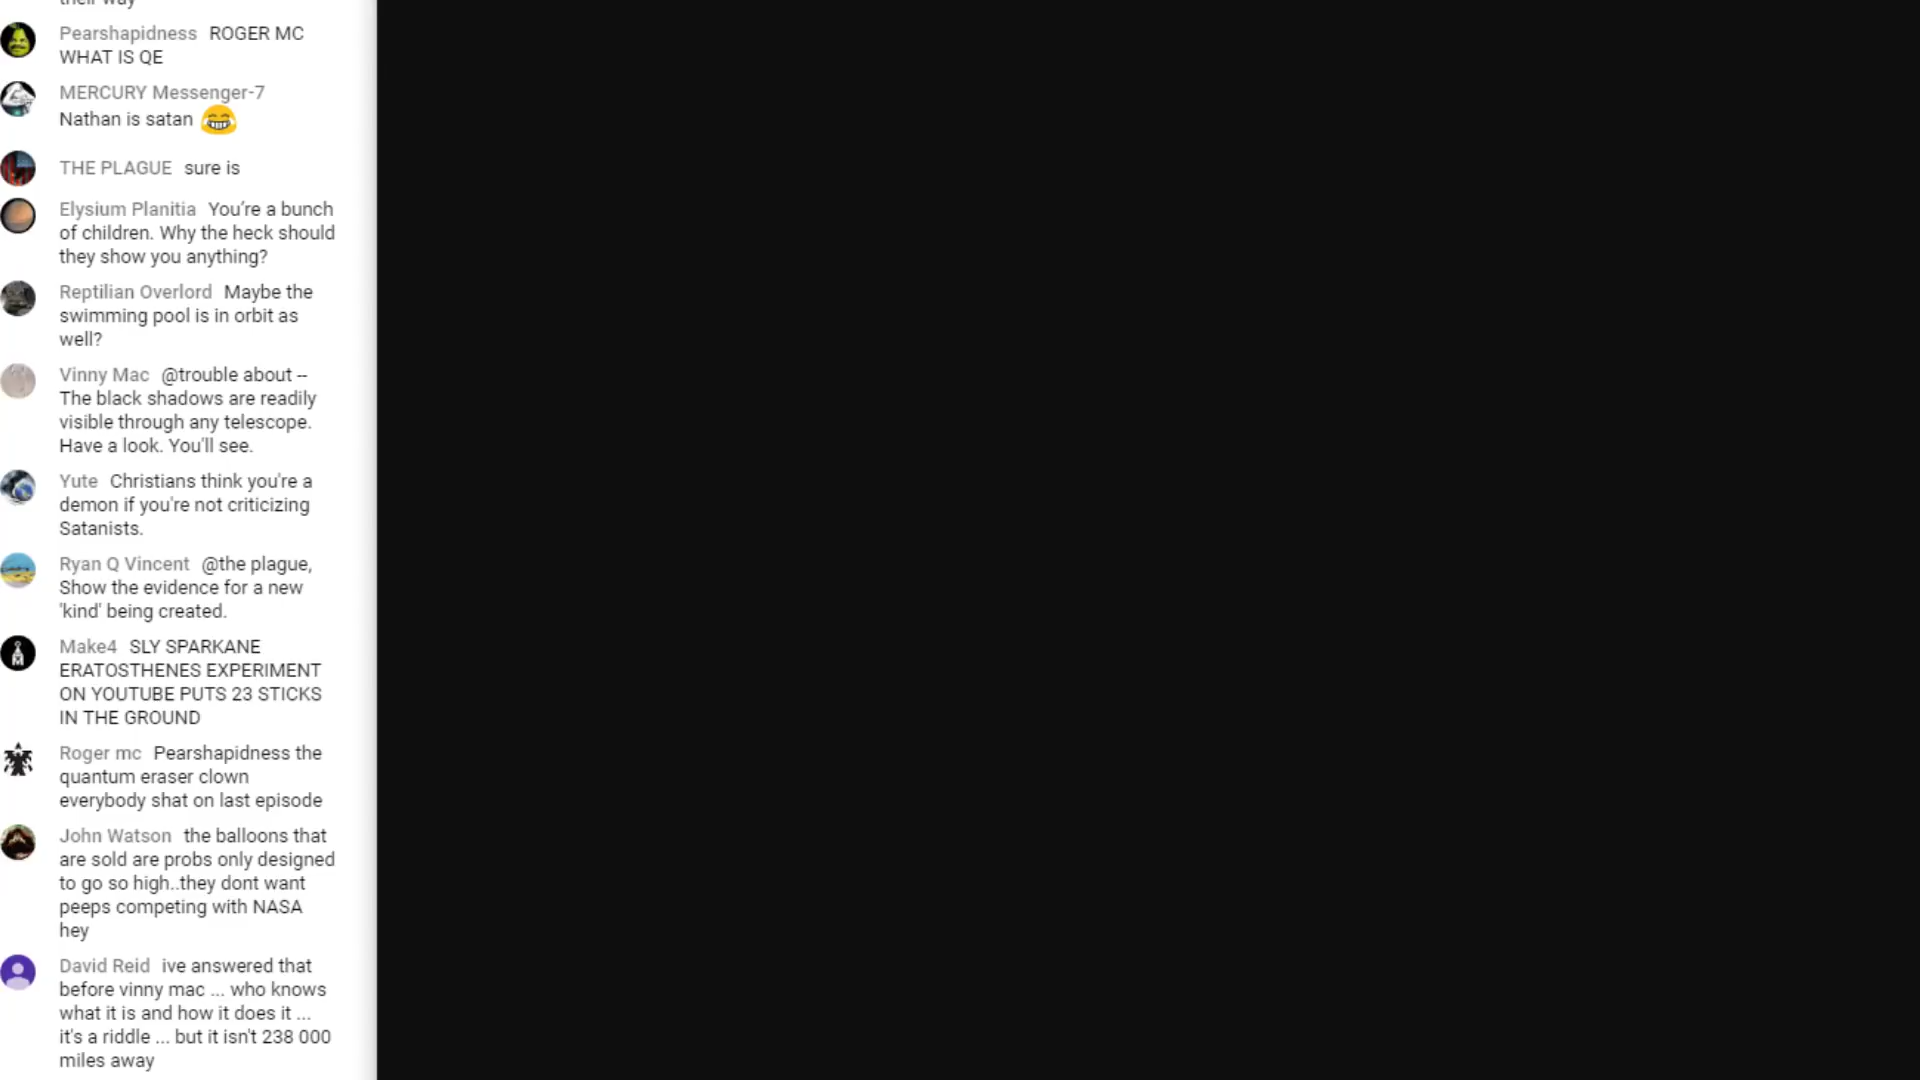 their way
Pearshapidness ROGER MC
WHAT IS QE
MERCURY Messenger-7
Nathan is satan
THE PLAGUE sure is
Elysium Planitia You're a bunch
of children. Why the heck should
they show you anything?
Reptilian Overlord Maybe the
swimming pool is in orbit as
well?
Vinny Mac @trouble about --
The black shadows are readily
visible through any telescope.
Have a look. You'll see.
Yute Christians think you're a
demon if you're not criticizing
Satanists.
Ryan Q Vincent @the plague,
Show the evidence for a new
'kind' being created.
Make4 SLY SPARKANE
ERATOSTHENES EXPERIMENT
ON YOUTUBE PUTS 23 STICKS
IN THE GROUND
Roger mc Pearshapidness the
quantum eraser clown
everybody shat on last episode
John Watson the balloons that
are sold are probs only designed
to go so high..they dont want
peeps competing with NASA
hey
David Reid ive answered that
before vinny mac ... who knows
what it is and how it does it ...
it's a riddle ... but it isn't 238 000
miles away